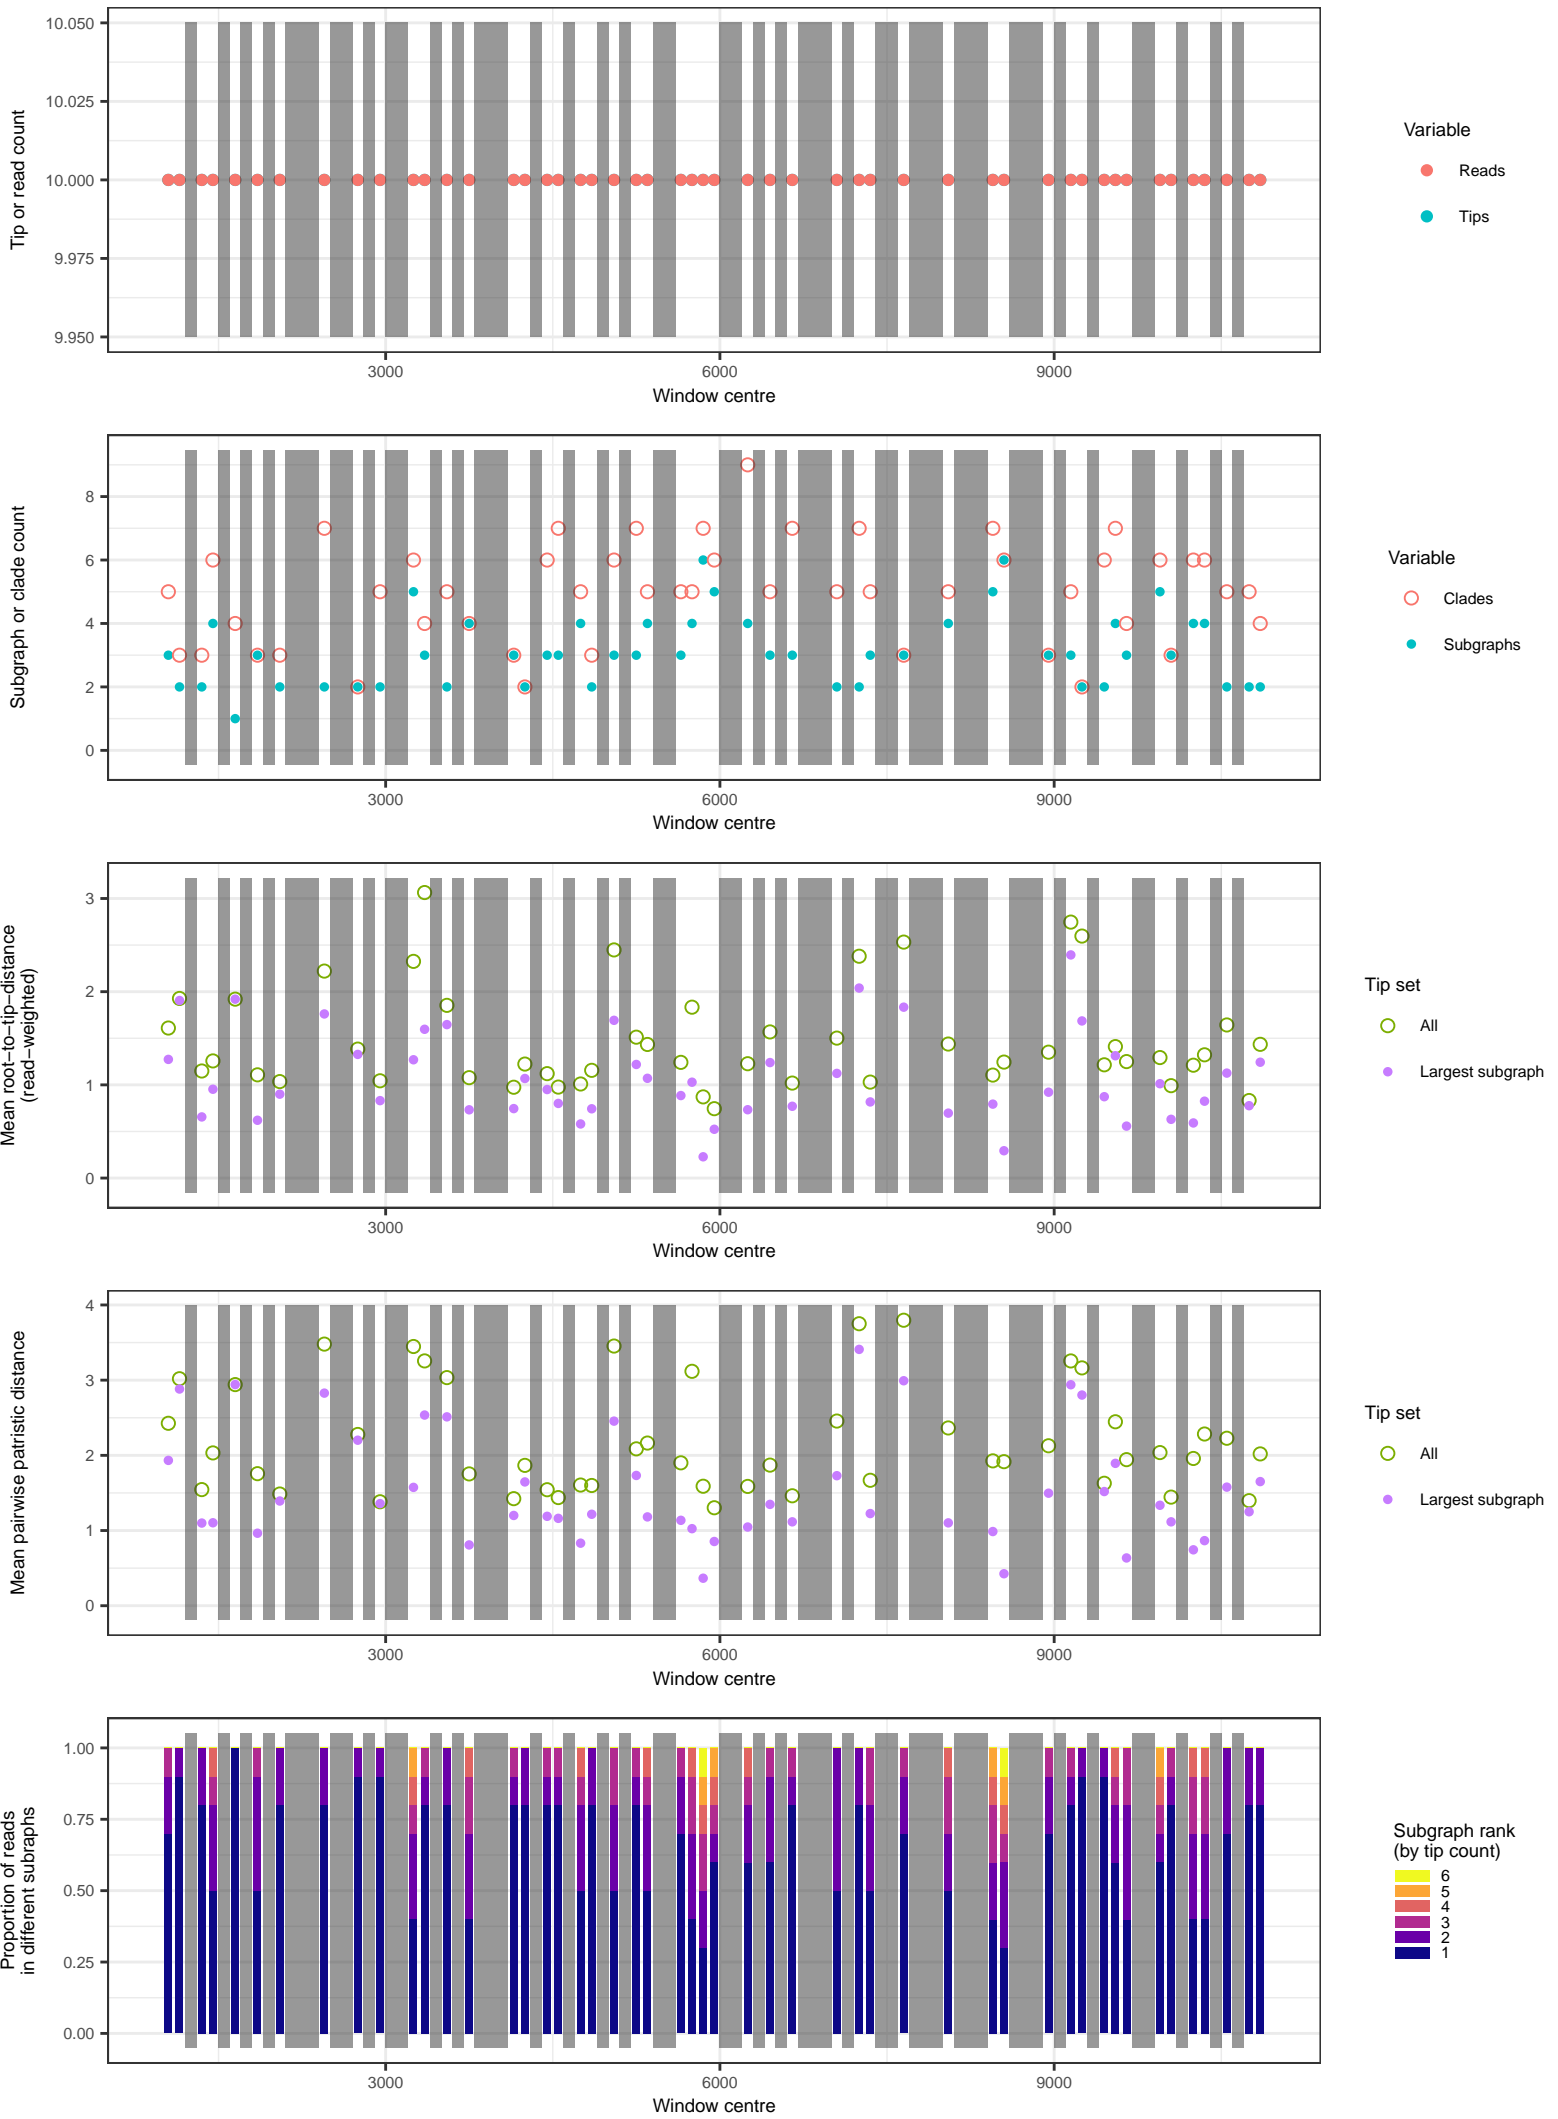 10.050
10.025
10.000
9.975
9.950
Tip or read count
3000
6000
9000
Window centre
Variable
Reads
Tips
8
6
4
2
0
Subgraph or clade count
3000
6000
9000
Window centre
Variable
Clades
Subgraphs
3
2
1
0
Mean root−to−tip−distance
(read−weighted)
3000
6000
9000
Window centre
Tip set
All
Largest subgraph
4
3
2
1
0
Mean pairwise patristic distance
3000
6000
9000
Window centre
Tip set
All
Largest subgraph
1.00
0.75
0.50
0.25
0.00
Proportion of reads
in different subraphs
3000
6000
9000
Window centre
Subgraph rank
(by tip count)
6
5
4
3
2
1